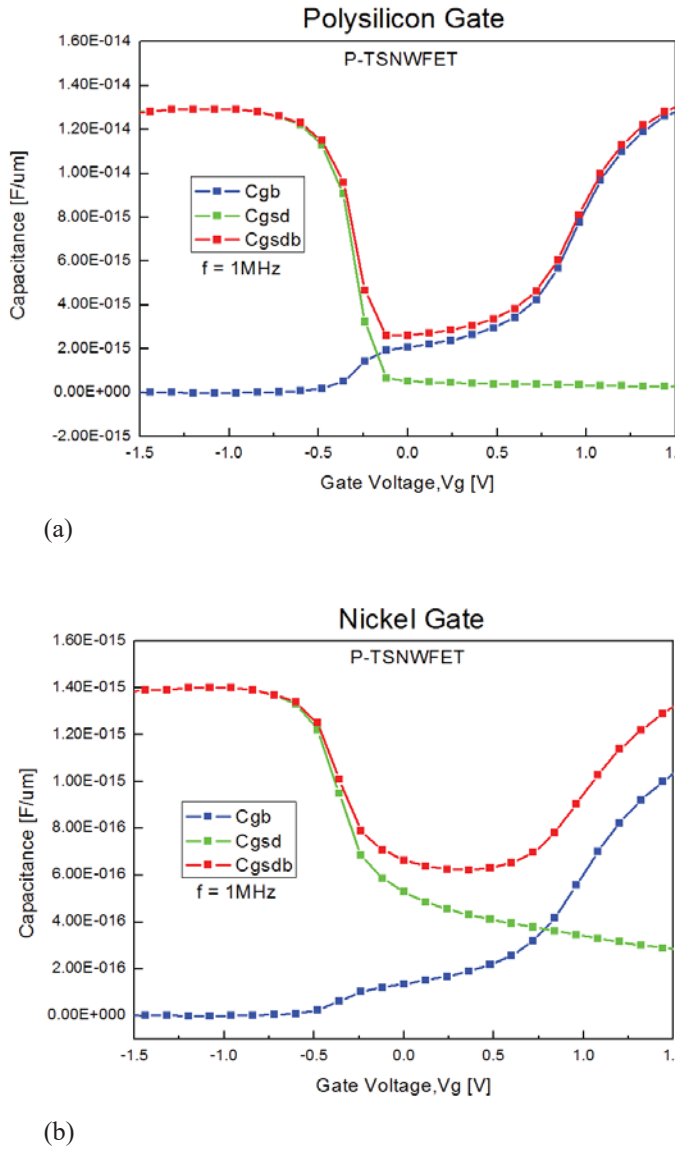 Polysilicon Gate
P-TSNWFET
1.60E-014
1.40E-014
1.20E-014
1.00E-014
8.00E-015
6.00E-015
4.00E-015
2.00E-015
0.00E+000
-2.00E-015
Capacitance [F/um]
Cgb
Cgsd
Cgsdb
f = 1MHz
-1.5 -1.0 -0.5 0.0 0.5 1.0 1.
Gate Voltage,Vg [V]
(a)
Nickel Gate
P-TSNWFET
1.60E-015
1.40E-015
1.20E-015
1.00E-015
8.00E-016
6.00E-016
4.00E-016
2.00E-016
0.00E+000
Capacitance [F/um]
Cgb
Cgsd
Cgsdb
f = 1MHz
-1.5 -1.0 -0.5 0.0 0.5 1.0 1.
Gate Voltage,Vg [V]
(b)